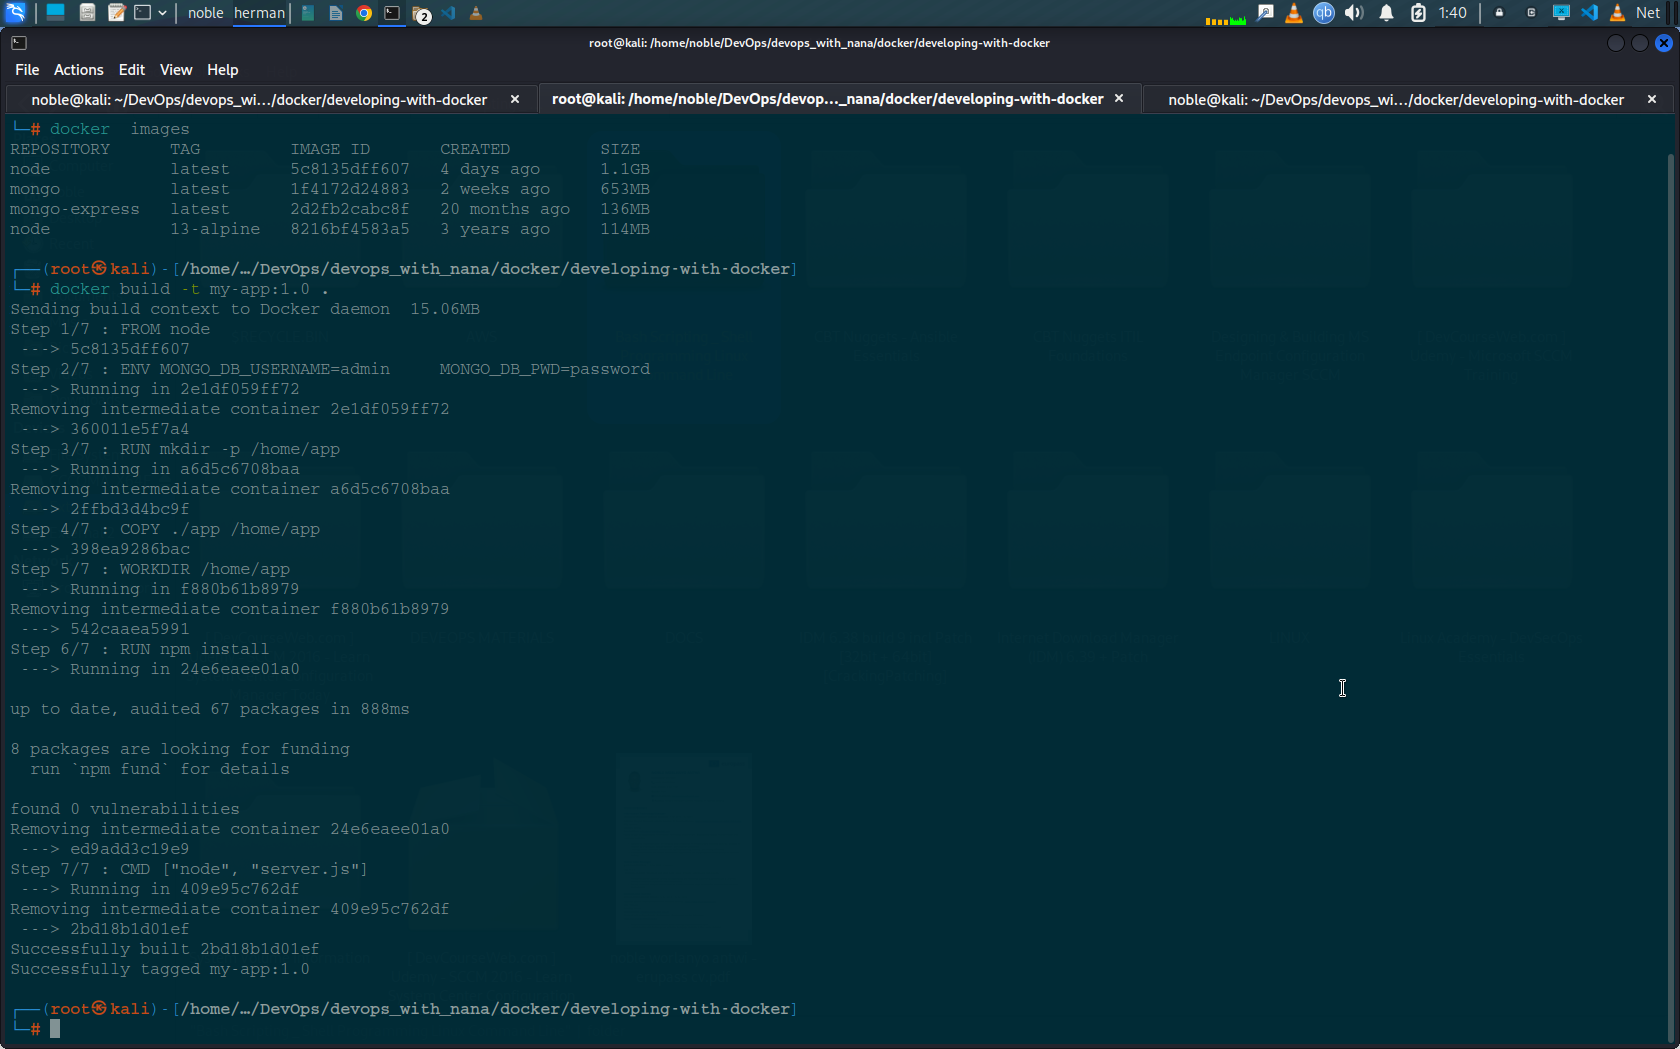 noble herman 2 qb 1:40 Net
root@kali: /home/noble/DevOps/devops_with_nana/docker/developing-with-docker
File Actions Edit View Help
noble@kali: ~/DevOps/devops_wi.../docker/developing-with-docker × root@kali: /home/noble/DevOps/devop..._nana/docker/developing-with-docker × noble@kali: ~/DevOps/devops_wi.../docker/developing-with-docker ×
└─# docker  images
REPOSITORY TAG IMAGE ID CREATED SIZE
node latest 5c8135dff607 4 days ago 1.1GB
mongo latest 1f4172d24883 2 weeks ago 653MB
mongo-express latest 2d2fb2cabc8f 20 months ago 136MB
node 13-alpine 8216bf4583a5 3 years ago 114MB
┌──(root㉿kali)-[/home/…/DevOps/devops_with_nana/docker/developing-with-docker]
└─# docker build -t my-app:1.0 .
Sending build context to Docker daemon  15.06MB
Step 1/7 : FROM node
 ---> 5c8135dff607
Step 2/7 : ENV MONGO_DB_USERNAME=admin     MONGO_DB_PWD=password
 ---> Running in 2e1df059ff72
Removing intermediate container 2e1df059ff72
 ---> 360011e5f7a4
Step 3/7 : RUN mkdir -p /home/app
 ---> Running in a6d5c6708baa
Removing intermediate container a6d5c6708baa
 ---> 2ffbd3d4bc9f
Step 4/7 : COPY ./app /home/app
 ---> 398ea9286bac
Step 5/7 : WORKDIR /home/app
 ---> Running in f880b61b8979
Removing intermediate container f880b61b8979
 ---> 542caaea5991
Step 6/7 : RUN npm install
 ---> Running in 24e6eaee01a0
up to date, audited 67 packages in 888ms
8 packages are looking for funding
  run `npm fund` for details
found 0 vulnerabilities
Removing intermediate container 24e6eaee01a0
 ---> ed9add3c19e9
Step 7/7 : CMD ["node", "server.js"]
 ---> Running in 409e95c762df
Removing intermediate container 409e95c762df
 ---> 2bd18b1d01ef
Successfully built 2bd18b1d01ef
Successfully tagged my-app:1.0
┌──(root㉿kali)-[/home/…/DevOps/devops_with_nana/docker/developing-with-docker]
└─#